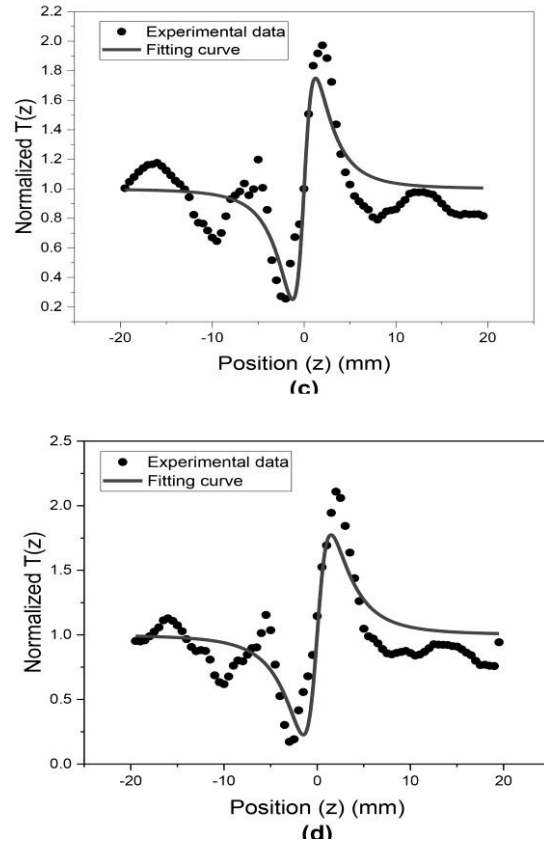 2.2
Experimental data
Fitting curve
2.0
1.8
1.6
1.4
1.2
1.0
0.8
0.6
0.4
0.2
Normalized T(z)
-20 -10 0 10 20
Position (z) (mm)
(c)
2.5
Experimental data
Fitting curve
2.0
1.5
1.0
0.5
0.0
Normalized T(z)
-20 -10 0 10 20
Position (z) (mm)
(d)